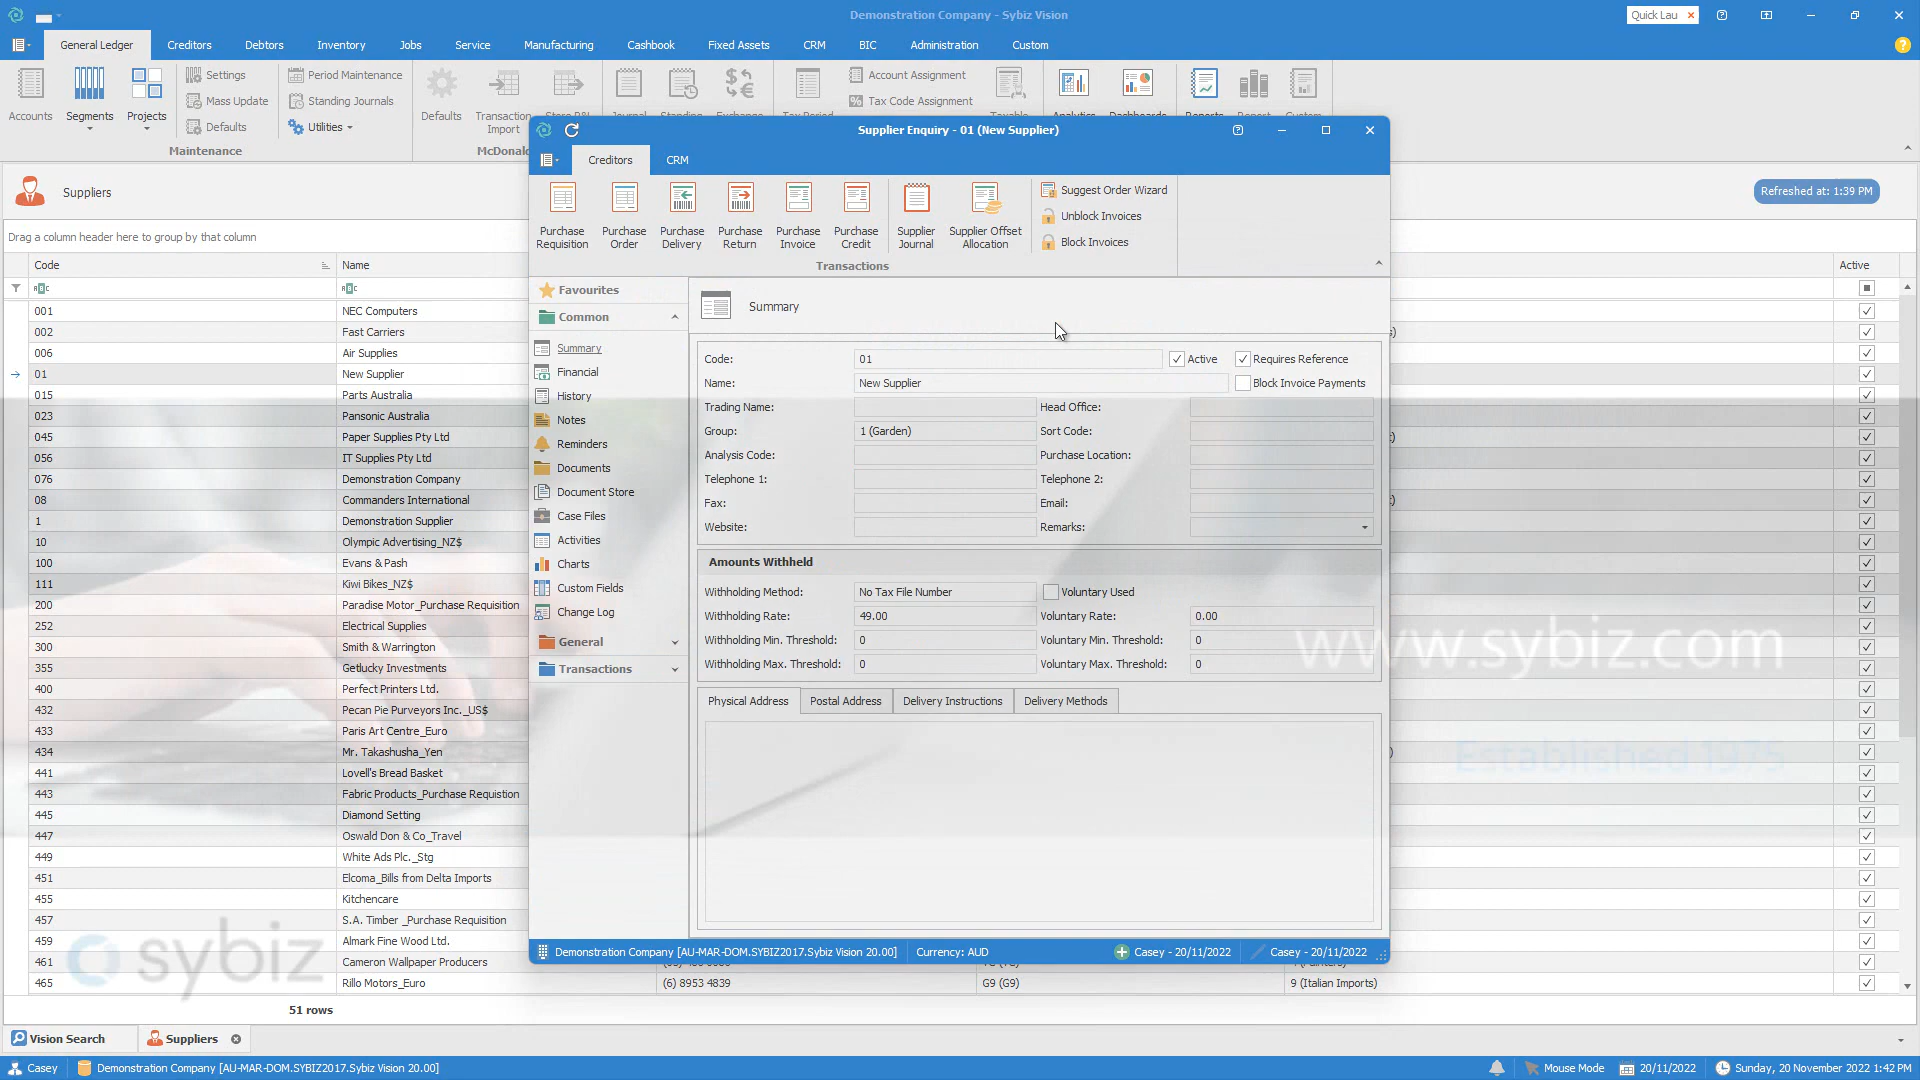 Demonstration Company - Sybiz Vision
Quick Lau
General Ledger
Creditors
Debtors
Inventory
Jobs
Service
Manufacturing
Cashbook
Fixed Assets
CRM
BIC
Administration
Custom
Accounts
Segments
Projects
Settings
Mass Update
Defaults
Maintenance
Period Maintenance
Standing Journals
Utilities
Defaults
Transaction Import
Account Assignment
Tax Code Assignment
Suppliers
Refreshed at: 1:39 PM
Drag a column header here to group by that column
Code Name Active
001 NEC Computers
002 Fast Carriers
006 Air Supplies
01 New Supplier
015 Parts Australia
023 Pansonic Australia
045 Paper Supplies Pty Ltd
056 IT Supplies Pty Ltd
076 Demonstration Company
08 Commanders International
1 Demonstration Supplier
10 Olympic Advertising_NZ$
100 Evans & Pash
111 Kiwi Bikes_NZ$
200 Paradise Motor_Purchase Requisition
252 Electrical Supplies
300 Smith & Warrington
355 Getlucky Investments
400 Perfect Printers Ltd.
432 Pecan Pie Purveyors Inc._US$
433 Paris Art Centre_Euro
434 Mr. Takashusha_Yen
441 Lovell's Bread Basket
443 Fabric Products_Purchase Requistion
445 Diamond Setting
447 Oswald Don & Co_Travel
449 White Ads Plc._Stg
451 Elcoma_Bills from Delta Imports
455 Kitchencare
457 S.A. Timber _Purchase Requisition
459 Almark Fine Wood Ltd.
461 Cameron Wallpaper Producers
465 Rillo Motors_Euro (6) 8953 4839 G9 (G9) 9 (Italian Imports)
51 rows
Supplier Enquiry - 01 (New Supplier)
Creditors
CRM
Purchase Requisition
Purchase Order
Purchase Delivery
Purchase Return
Purchase Invoice
Purchase Credit
Supplier Journal
Supplier Offset Allocation
Suggest Order Wizard
Unblock Invoices
Block Invoices
Transactions
Favourites
Common
Summary
Financial
History
Notes
Reminders
Documents
Document Store
Case Files
Activities
Charts
Custom Fields
Change Log
General
Transactions
Summary
Code: 01 Active Requires Reference
Name: New Supplier Block Invoice Payments
Trading Name: Head Office:
Group: 1 (Garden) Sort Code:
Analysis Code: Purchase Location:
Telephone 1: Telephone 2:
Fax: Email:
Website: Remarks:
Amounts Withheld
Withholding Method: No Tax File Number Voluntary Used
Withholding Rate: 49.00 Voluntary Rate: 0.00
Withholding Min. Threshold: 0 Voluntary Min. Threshold: 0
Withholding Max. Threshold: 0 Voluntary Max. Threshold: 0
Physical Address Postal Address Delivery Instructions Delivery Methods
Demonstration Company [AU-MAR-DOM.SYBIZ2017.Sybiz Vision 20.00] Currency: AUD Casey - 20/11/2022 Casey - 20/11/2022
www.sybiz.com
Established 1975
sybiz
Vision Search
Suppliers
Casey Demonstration Company [AU-MAR-DOM.SYBIZ2017.Sybiz Vision 20.00] Mouse Mode 20/11/2022 Sunday, 20 November 2022 1:42 PM